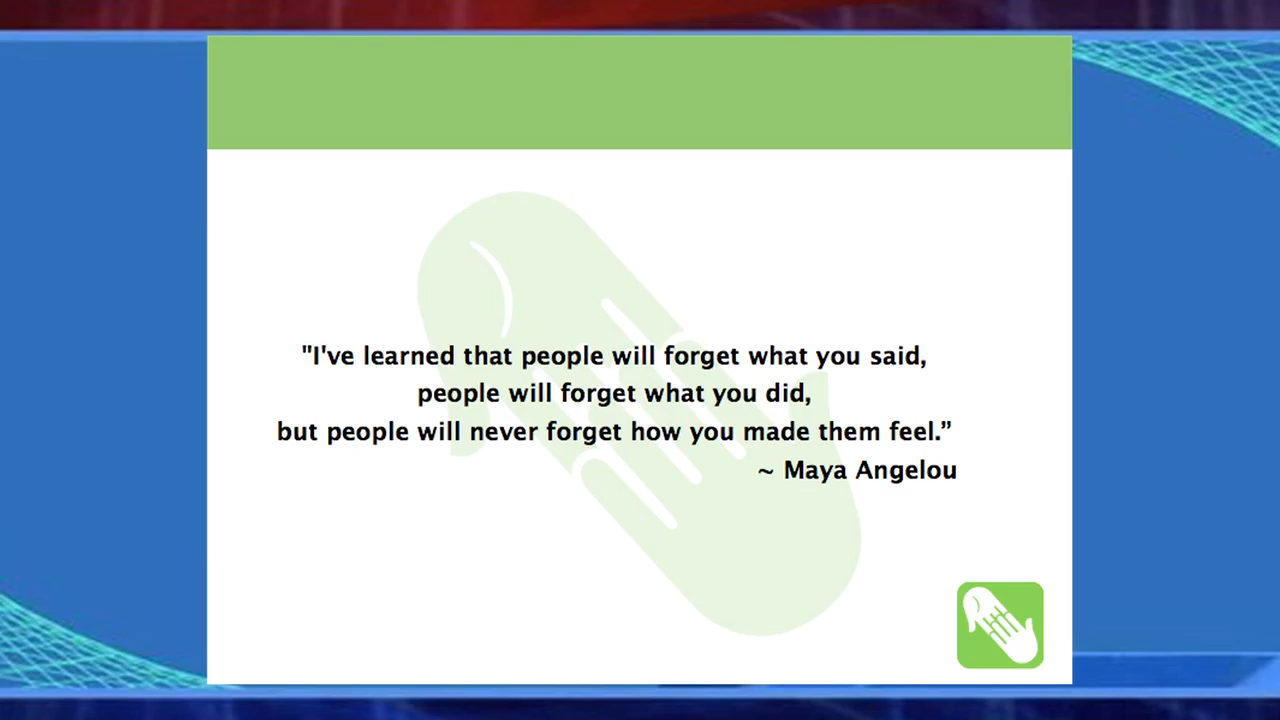 "I've learned that people will forget what you said,
people will forget what you did,
but people will never forget how you made them feel.”
~ Maya Angelou